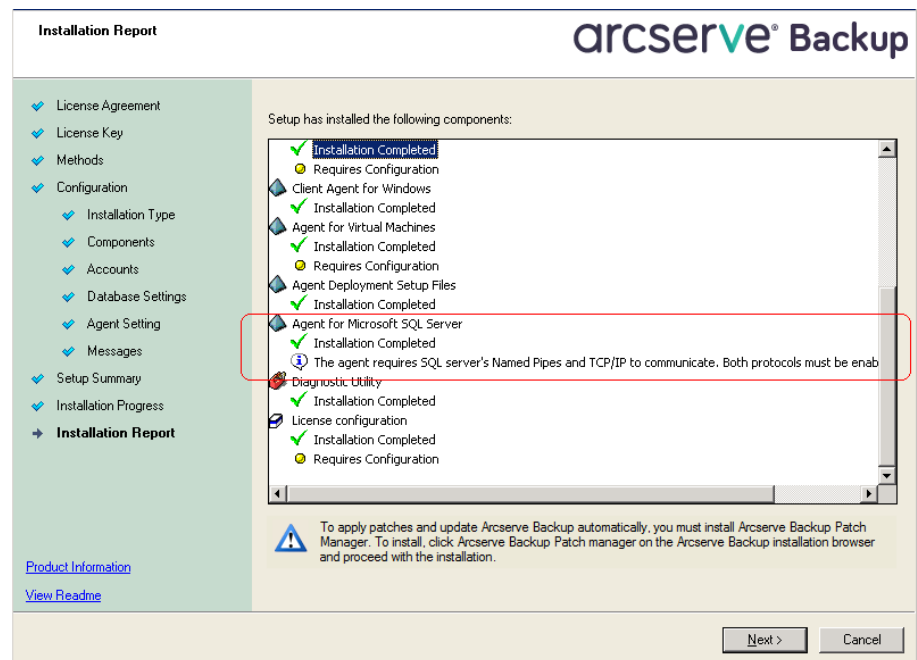 Installation Report
arcserve® Backup
License Agreement
License Key
Methods
Configuration
Installation Type
Components
Accounts
Database Settings
Agent Setting
Messages
Setup Summary
Installation Progress
Installation Report
Product Information
View Readme
Setup has installed the following components:
Installation Completed
Requires Configuration
Client Agent for Windows
Installation Completed
Agent for Virtual Machines
Installation Completed
Requires Configuration
Agent Deployment Setup Files
Installation Completed
Agent for Microsoft SQL Server
Installation Completed
The agent requires SQL server's Named Pipes and TCP/IP to communicate. Both protocols must be enab
Diagnostic Utility
Installation Completed
License configuration
Installation Completed
Requires Configuration
To apply patches and update Arcserve Backup automatically, you must install Arcserve Backup Patch
Manager. To install, click Arcserve Backup Patch manager on the Arcserve Backup installation browser
and proceed with the installation.
Next >
Cancel